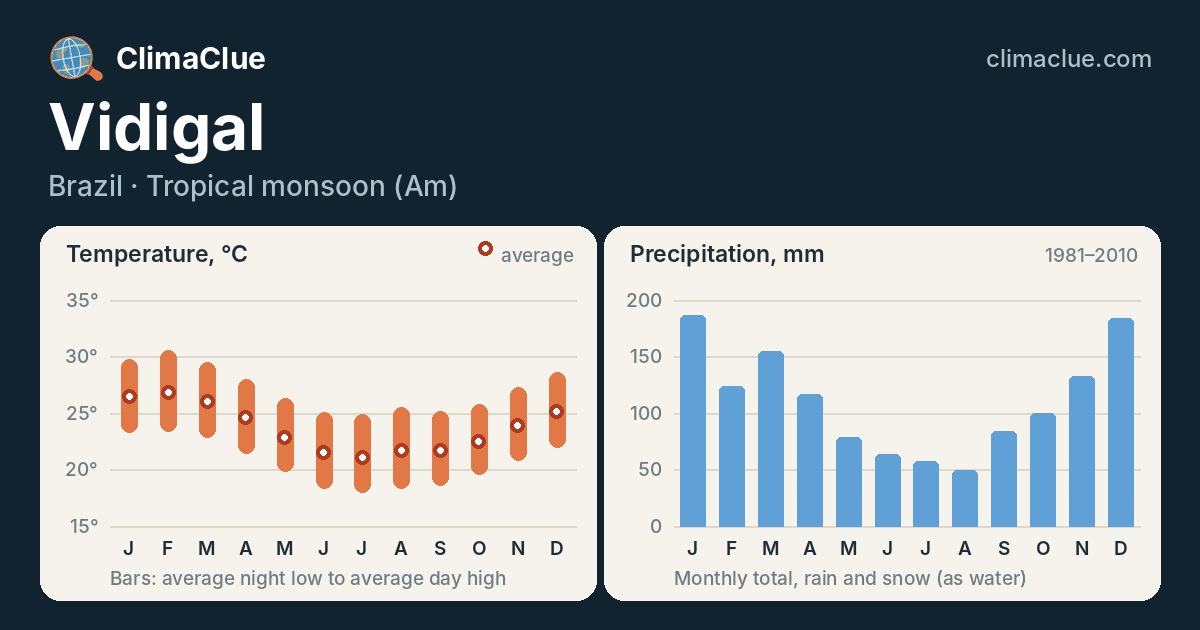 ClimaClue
climaclue.com
Vidigal
Brazil · Tropical monsoon (Am)
Temperature, °C
average
35°
30°
25°
20°
15°
J F M A M J J A S O N D
Bars: average night low to average day high
Precipitation, mm
1981–2010
200
150
100
50
0
J F M A M J J A S O N D
Monthly total, rain and snow (as water)